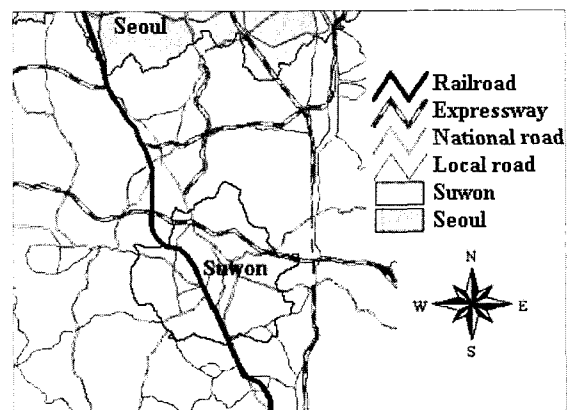 Seoul
Railroad
Expressway
National road
Local road
Suwon
Seoul
Suwon
N
W E
S